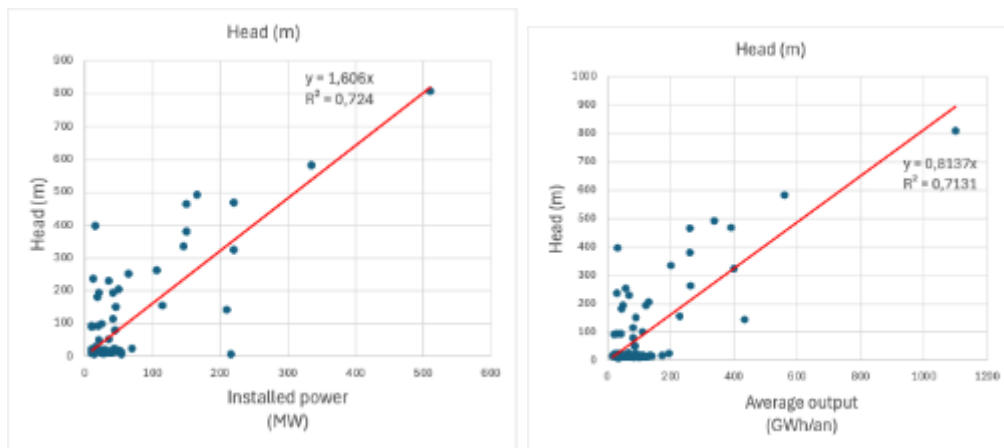 Head (m)
900
800
700
600
500
400
300
200
100
0
y = 1,606x
R² = 0,724
Head (m)
0 100 200 300 400 500 600
Installed power
(MW)
Head (m)
1000
900
800
700
600
500
400
300
200
100
0
y = 0,8137x
R² = 0,7131
Head (m)
0 200 400 600 800 1000 1200
Average output
(GWh/an)